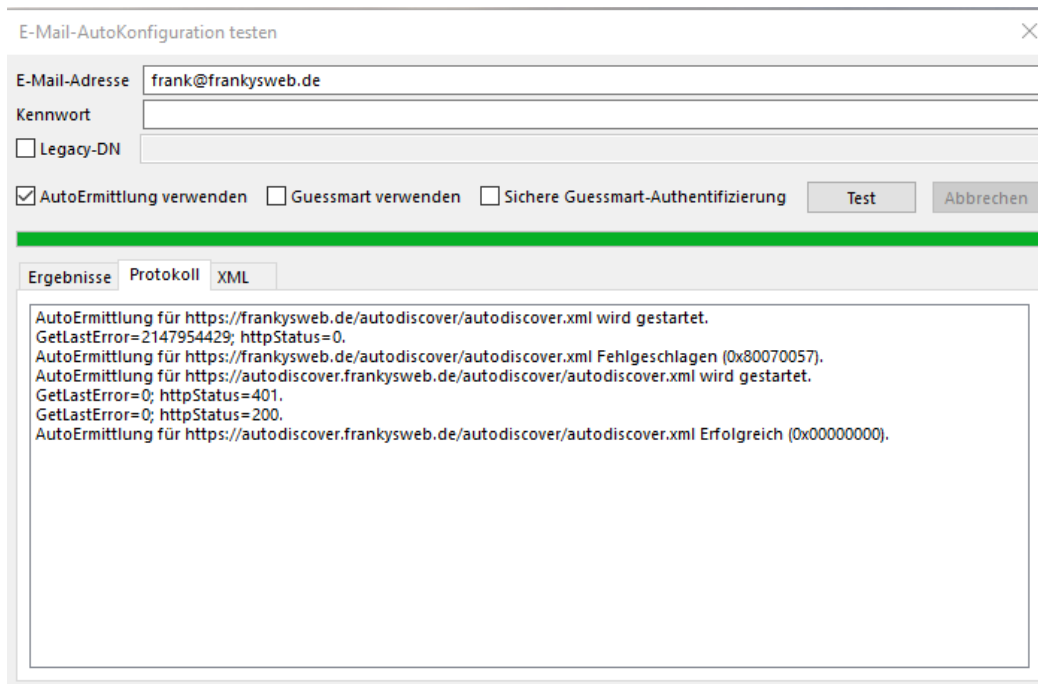 E-Mail-AutoKonfiguration testen
E-Mail-Adresse frank@frankysweb.de
Kennwort
Legacy-DN
AutoErmittlung verwenden Guessmart verwenden Sichere Guessmart-Authentifizierung Test Abbrechen
Ergebnisse Protokoll XML
AutoErmittlung für https://frankysweb.de/autodiscover/autodiscover.xml wird gestartet.
GetLastError=2147954429; httpStatus=0.
AutoErmittlung für https://frankysweb.de/autodiscover/autodiscover.xml Fehlgeschlagen (0x80070057).
AutoErmittlung für https://autodiscover.frankysweb.de/autodiscover/autodiscover.xml wird gestartet.
GetLastError=0; httpStatus=401.
GetLastError=0; httpStatus=200.
AutoErmittlung für https://autodiscover.frankysweb.de/autodiscover/autodiscover.xml Erfolgreich (0x00000000).